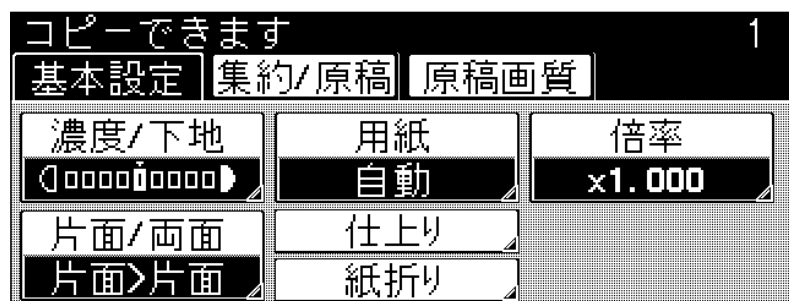 コピーできます 1
基本設定 集約/原稿 原稿画質
濃度/下地 用紙 倍率
自動 x1.000
片面/両面 仕上り
片面>片面 紙折り